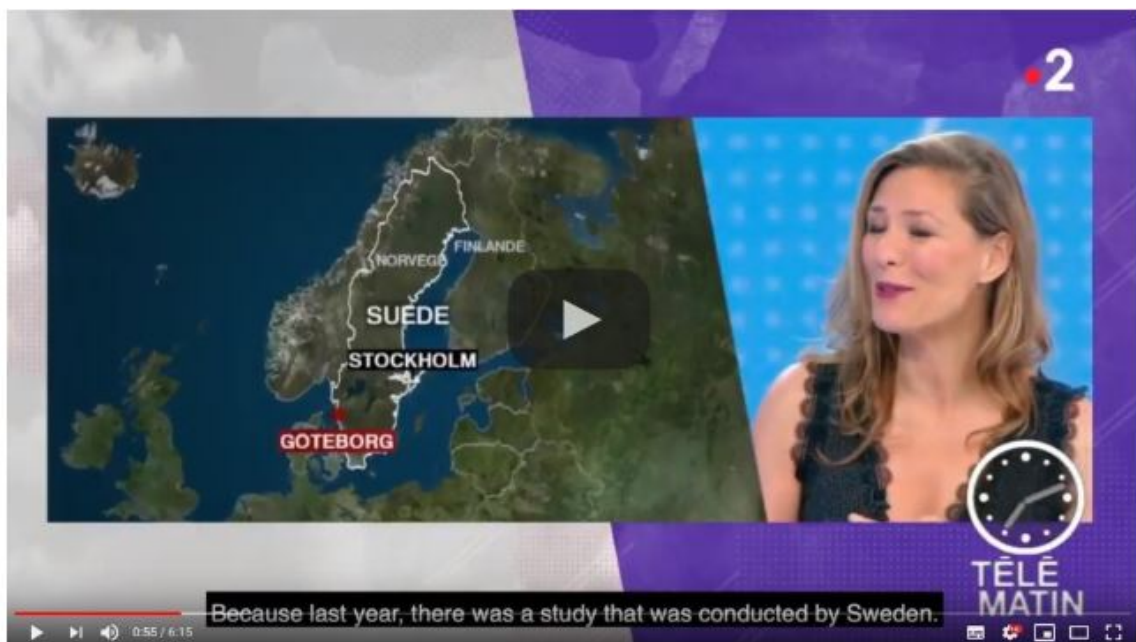 2
FINLANDE
NORVEGE
SUÈDE
STOCKHOLM
GOTEBORG
TÉLÉ
MATIN
Because last year, there was a study that was conducted by Sweden.
0:55 / 6:15